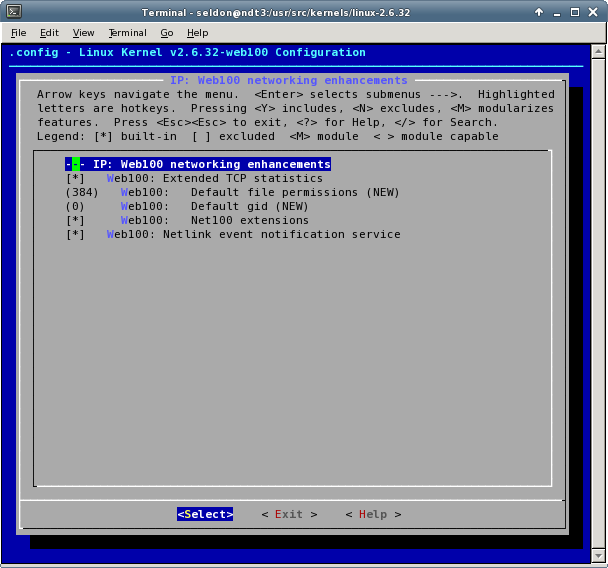 Terminal - seldon@ndt3:/usr/src/kernels/linux-2.6.32
File Edit View Terminal Go Help
.config - Linux Kernel v2.6.32-web100 Configuration
IP: Web100 networking enhancements
Arrow keys navigate the menu.  <Enter> selects submenus --->.  Highlighted
letters are hotkeys.  Pressing <Y> includes, <N> excludes, <M> modularizes
features.  Press <Esc><Esc> to exit, <?> for Help, </> for Search.
Legend: [*] built-in  [ ] excluded  <M> module  < > module capable
--- IP: Web100 networking enhancements
[*]   Web100: Extended TCP statistics
(384)   Web100:   Default file permissions (NEW)
(0)     Web100:   Default gid (NEW)
[*]     Web100:   Net100 extensions
[*]   Web100: Netlink event notification service
<Select>    < Exit >    < Help >